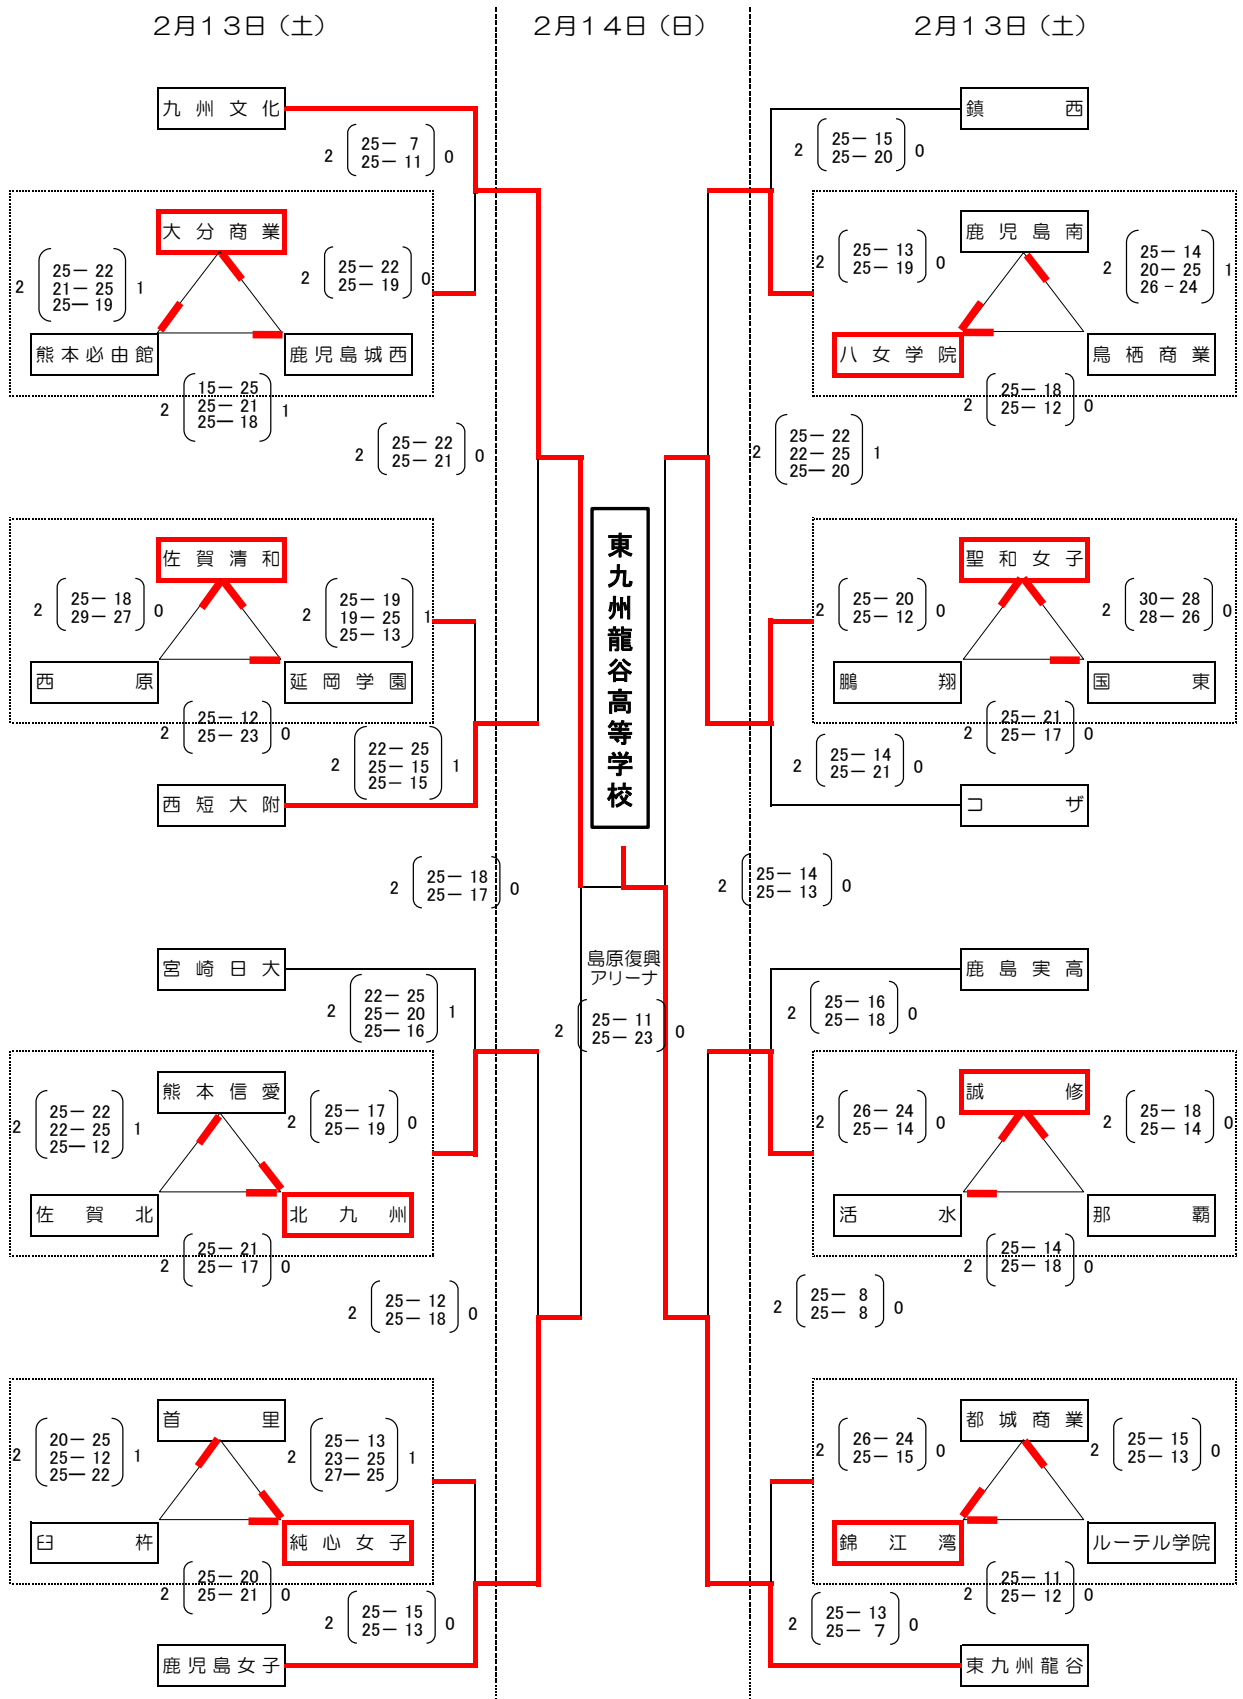 2月13日（土）
2月14日（日）
2月13日（土）
九州文化
2 25－ 7 0
25－ 11
大分商業
2 25－ 22 1
21－ 25
25－ 19
2 25－ 22 0
25－ 19
熊本必由館
鹿児島城西
2 15－ 25 1
25－ 21
25－ 18
2 25－ 22 0
25－ 21
佐賀清和
2 25－ 18 0
29－ 27
2 25－ 19 1
19－ 25
25－ 13
西原
延岡学園
2 25－ 12 0
25－ 23
2 22－ 25 1
25－ 15
25－ 15
西短大附
2 25－ 18 0
25－ 17
宮崎日大
2 22－ 25 1
25－ 20
25－ 16
熊本信愛
2 25－ 22 1
22－ 25
25－ 12
2 25－ 17 0
25－ 19
佐賀北
北九州
2 25－ 21 0
25－ 17
2 25－ 12 0
25－ 18
首里
2 20－ 25 1
25－ 12
25－ 22
2 25－ 13 1
23－ 25
27－ 25
臼杵
純心女子
2 25－ 20 0
25－ 21
2 25－ 15 0
25－ 13
鹿児島女子
東九州龍谷高等学校
島原復興
アリーナ
2 25－ 11 0
25－ 23
鎮西
2 25－ 15 0
25－ 20
鹿児島南
2 25－ 13 0
25－ 19
2 25－ 14 1
20－ 25
26－24
八女学院
鳥栖商業
2 25－ 18 0
25－ 12
2 25－ 22 1
22－ 25
25－ 20
聖和女子
2 25－ 20 0
25－ 12
2 30－ 28 0
28－ 26
鵬翔
国東
2 25－ 21 0
25－ 17
2 25－ 14 0
25－ 21
コザ
2 25－ 14 0
25－ 13
鹿島実高
2 25－ 16 0
25－ 18
誠修
2 26－ 24 0
25－ 14
2 25－ 18 0
25－ 14
活水
那覇
2 25－ 14 0
25－ 18
2 25－ 8 0
25－ 8
都城商業
2 26－ 24 0
25－ 15
2 25－ 15 0
25－ 13
錦江湾
ルーテル学院
2 25－ 11 0
25－ 12
2 25－ 13 0
25－ 7
東九州龍谷